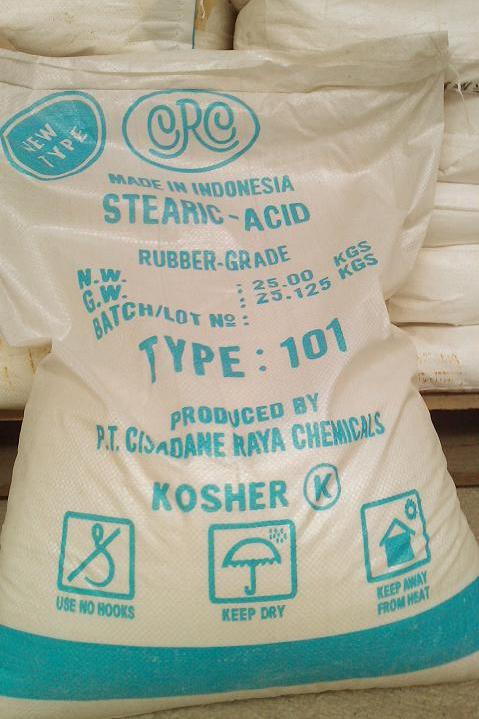 NEW
TYPE
CRC
MADE IN INDONESIA
STEARIC-ACID
RUBBER-GRADE
N.W. : 25.00 KGS
G.W. : 25.125 KGS
BATCH/LOT Nº :
TYPE : 101
PRODUCED BY
P.T. CISADANE RAYA CHEMICALS
KOSHER K
USE NO HOOKS
KEEP DRY
KEEP AWAY
FROM HEAT